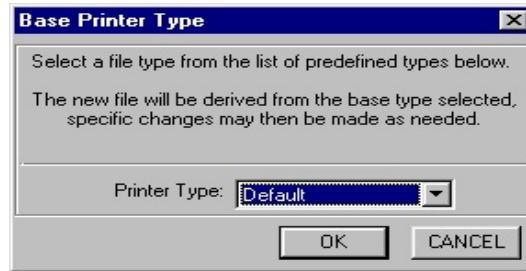 Base Printer Type
Select a file type from the list of predefined types below.
The new file will be derived from the base type selected,
specific changes may then be made as needed.
Printer Type: Default
OK CANCEL